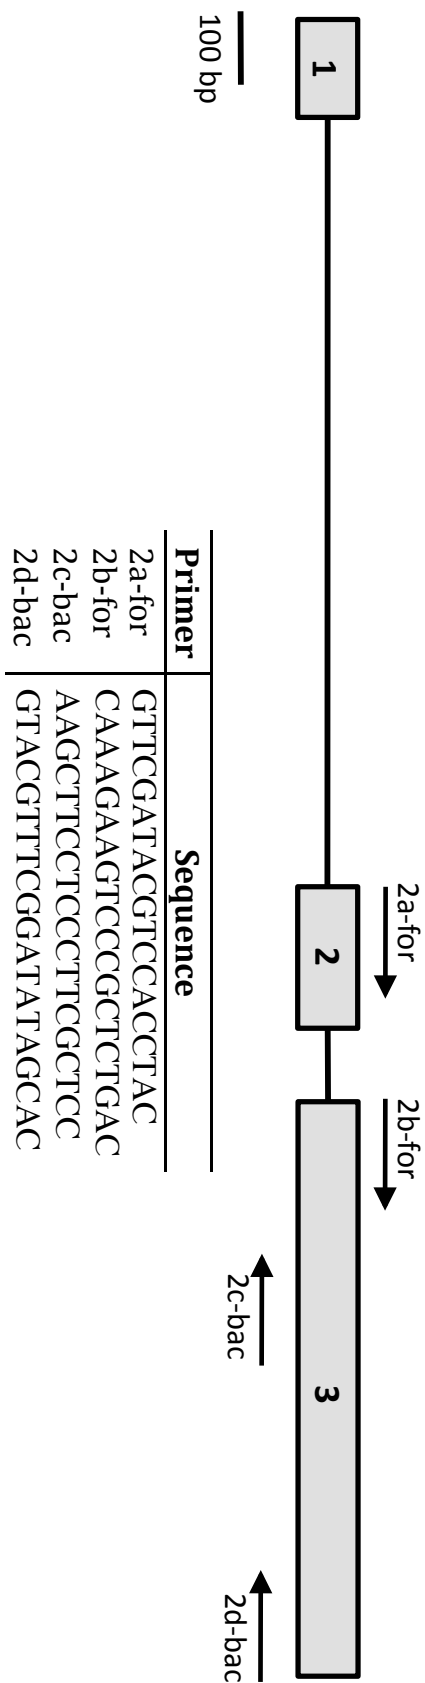 2a-for
2b-for
1
2
3
2c-bac
2d-bac
100 bp
Primer Sequence
2a-for GTTCGATACGTCCACCTAC
2b-for CAAAGAAGTCCCGCTCTGAC
2c-bac AAGCTTCCTCCCTTCGCTCC
2d-bac GTACGTTTCGGATATAGCAC